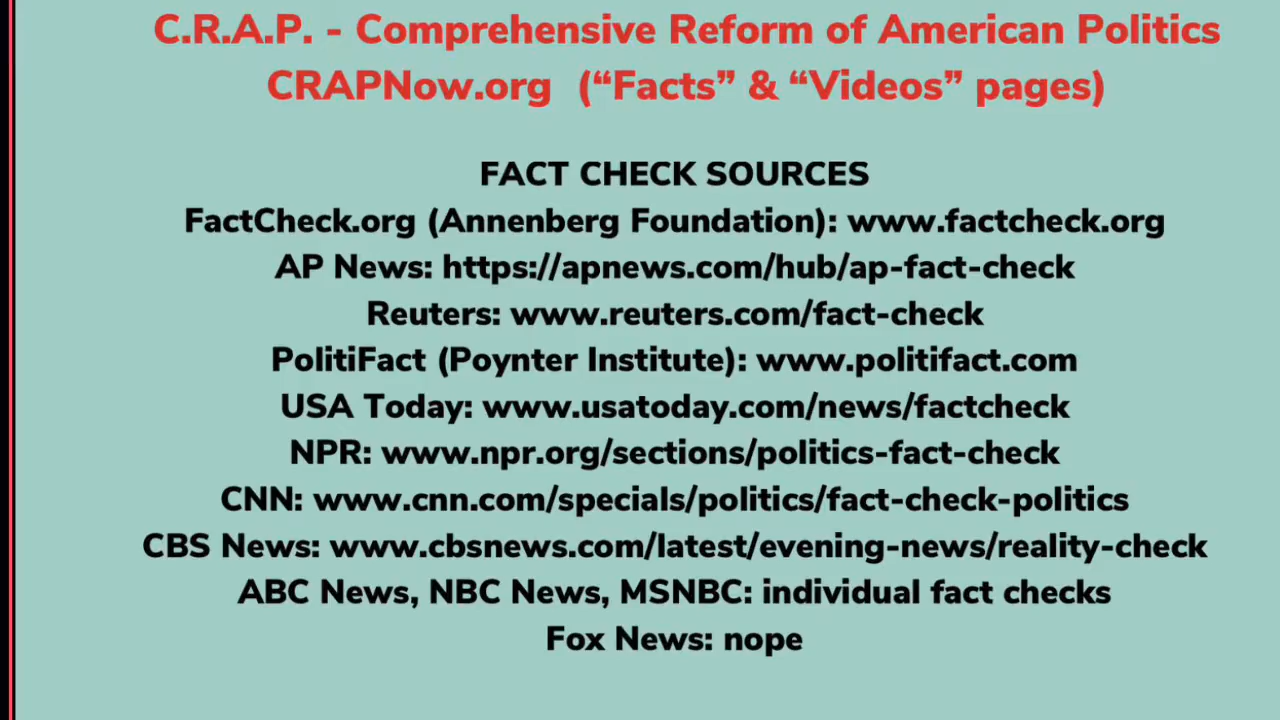 C.R.A.P. - Comprehensive Reform of American Politics
CRAPNow.org (“Facts” & “Videos” pages)
FACT CHECK SOURCES
FactCheck.org (Annenberg Foundation): www.factcheck.org
AP News: https://apnews.com/hub/ap-fact-check
Reuters: www.reuters.com/fact-check
PolitiFact (Poynter Institute): www.politifact.com
USA Today: www.usatoday.com/news/factcheck
NPR: www.npr.org/sections/politics-fact-check
CNN: www.cnn.com/specials/politics/fact-check-politics
CBS News: www.cbsnews.com/latest/evening-news/reality-check
ABC News, NBC News, MSNBC: individual fact checks
Fox News: nope